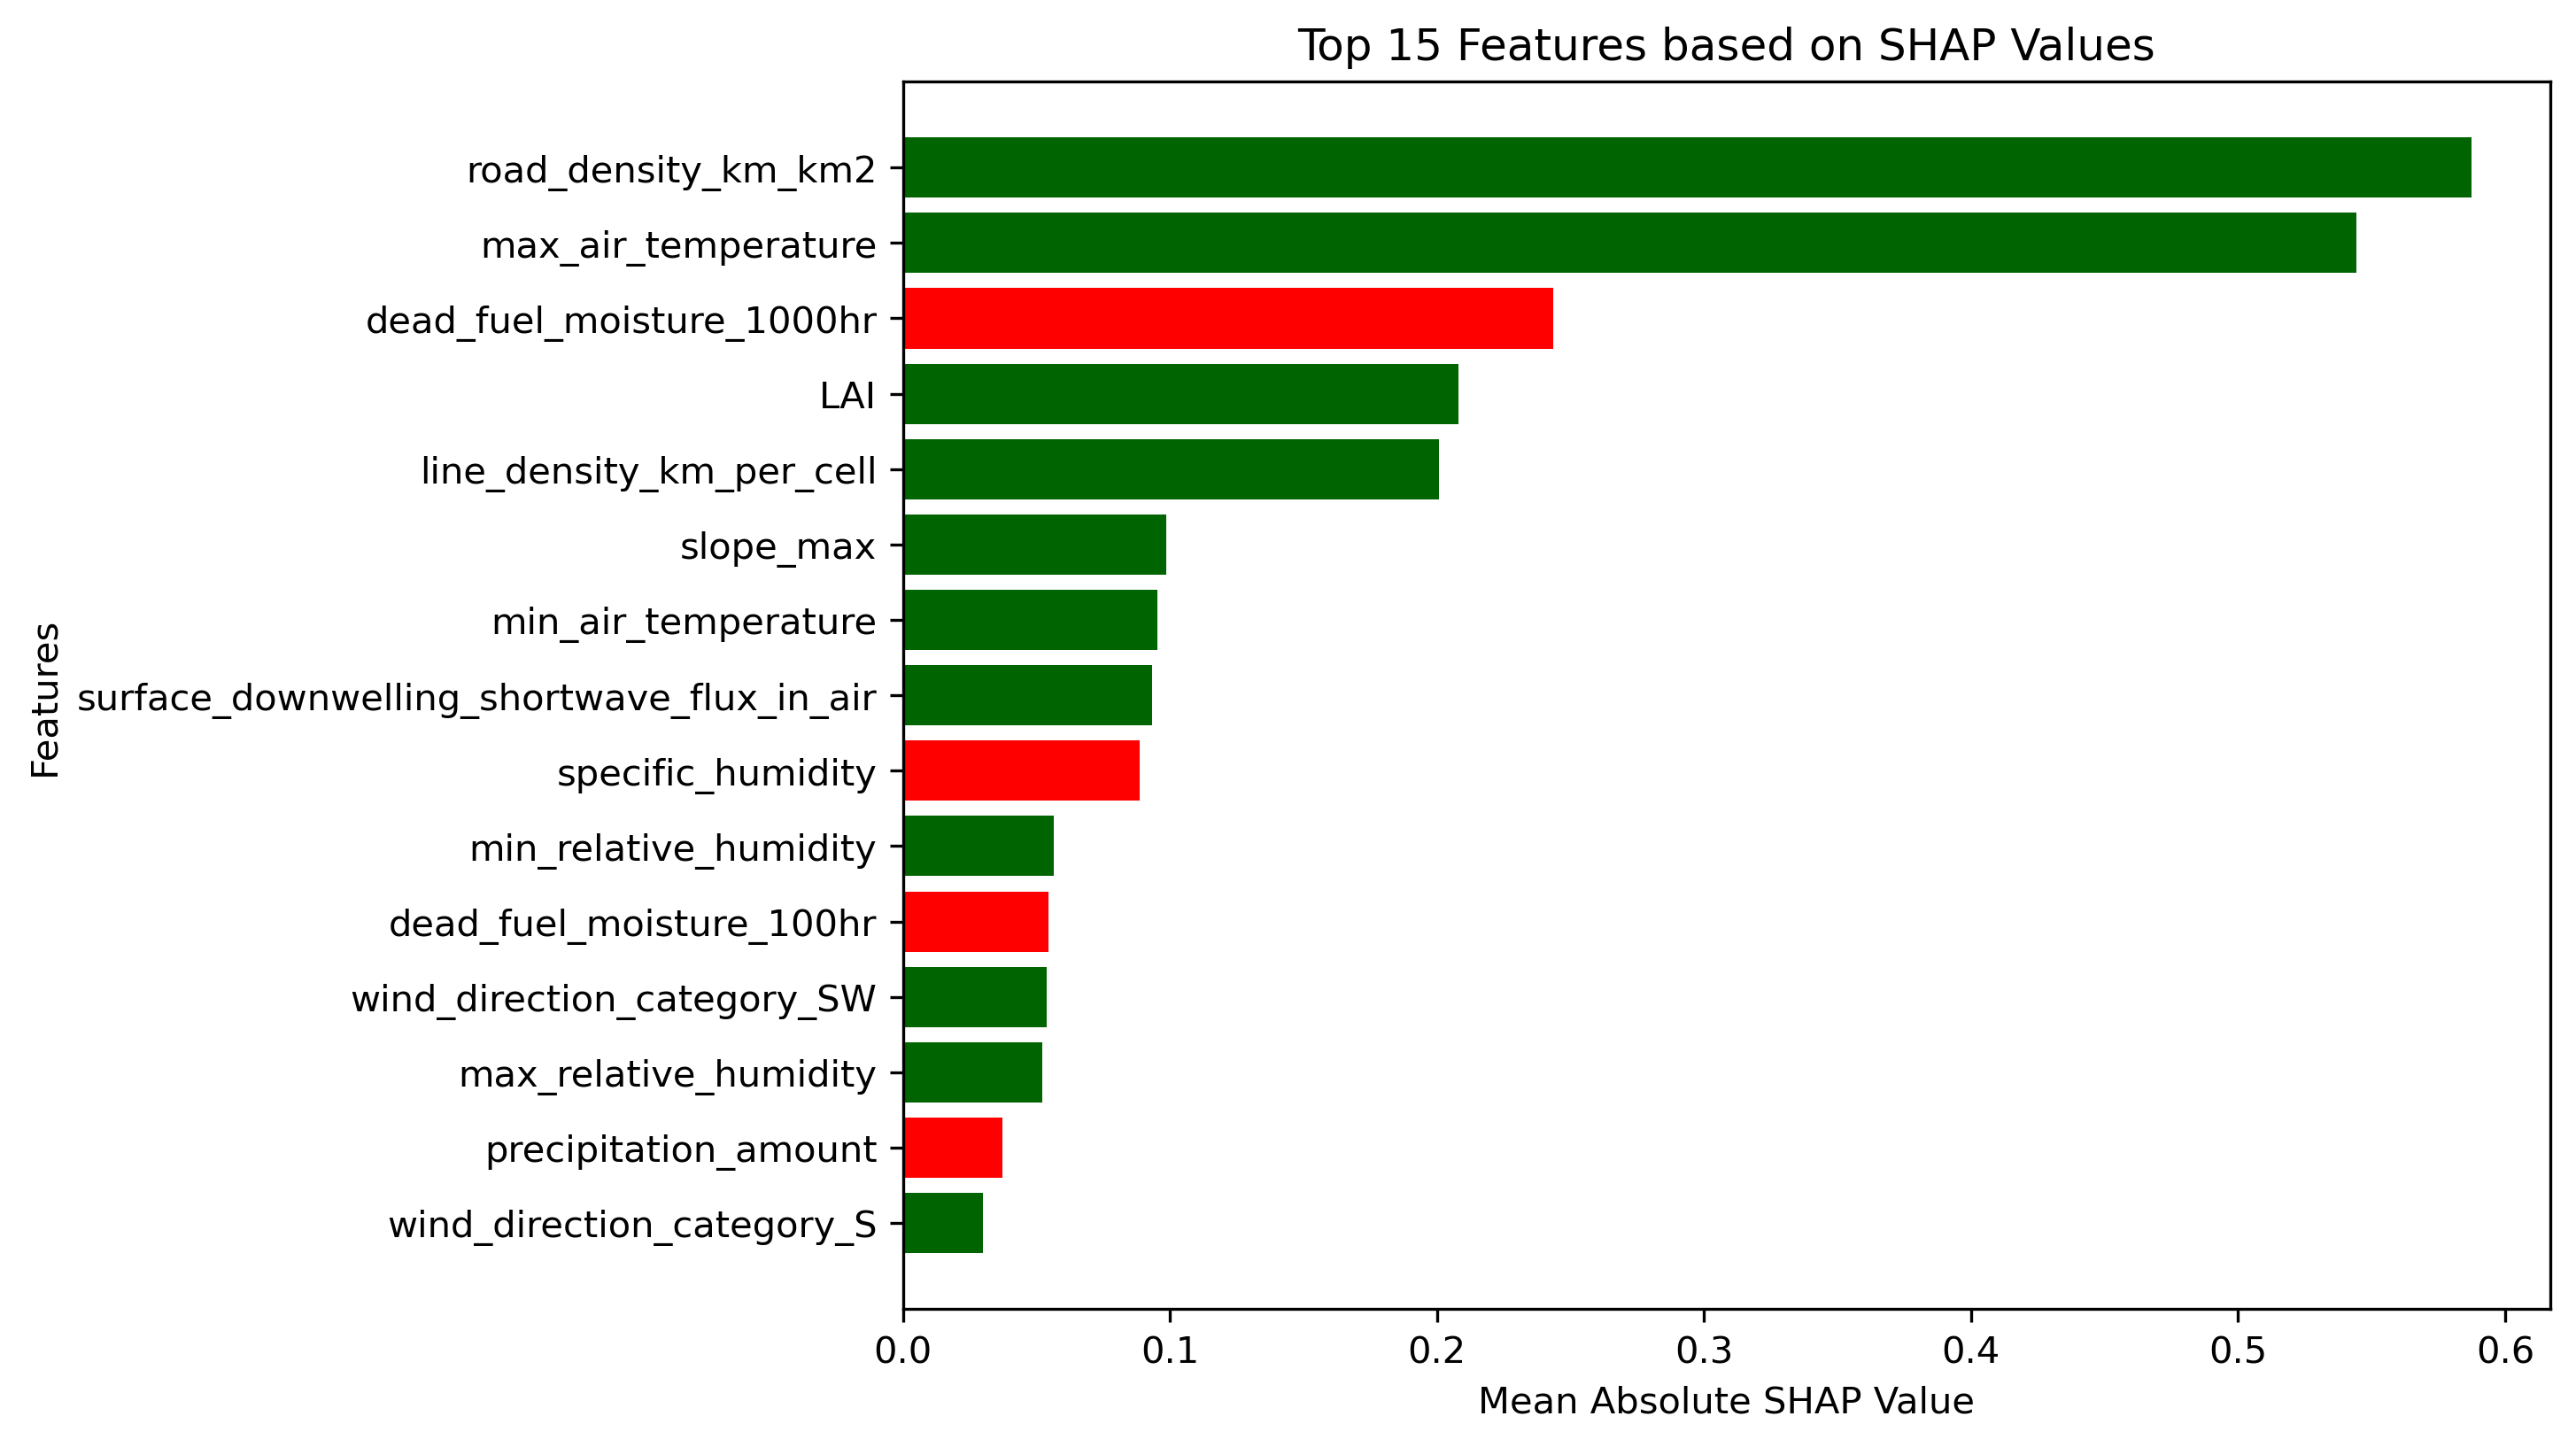 Top 15 Features based on SHAP Values
Features
road_density_km_km2
max_air_temperature
dead_fuel_moisture_1000hr
LAI
line_density_km_per_cell
slope_max
min_air_temperature
surface_downwelling_shortwave_flux_in_air
specific_humidity
min_relative_humidity
dead_fuel_moisture_100hr
wind_direction_category_SW
max_relative_humidity
precipitation_amount
wind_direction_category_S
0.0 0.1 0.2 0.3 0.4 0.5 0.6
Mean Absolute SHAP Value